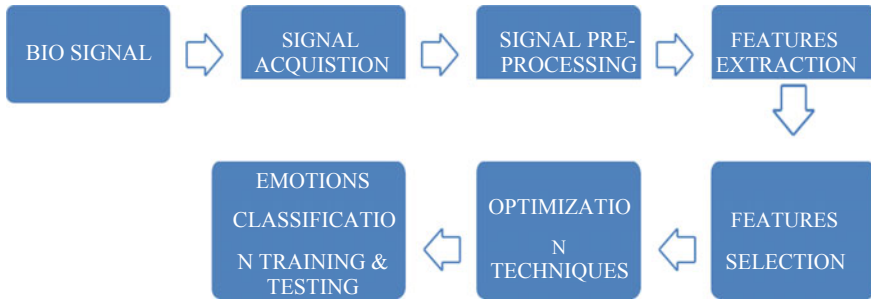 BIO SIGNAL
SIGNAL
ACQUISTION
SIGNAL PRE-
PROCESSING
FEATURES
EXTRACTION
FEATURES
SELECTION
OPTIMIZATIO
N
TECHNIQUES
EMOTIONS
CLASSIFICATIO
N TRAINING &
TESTING